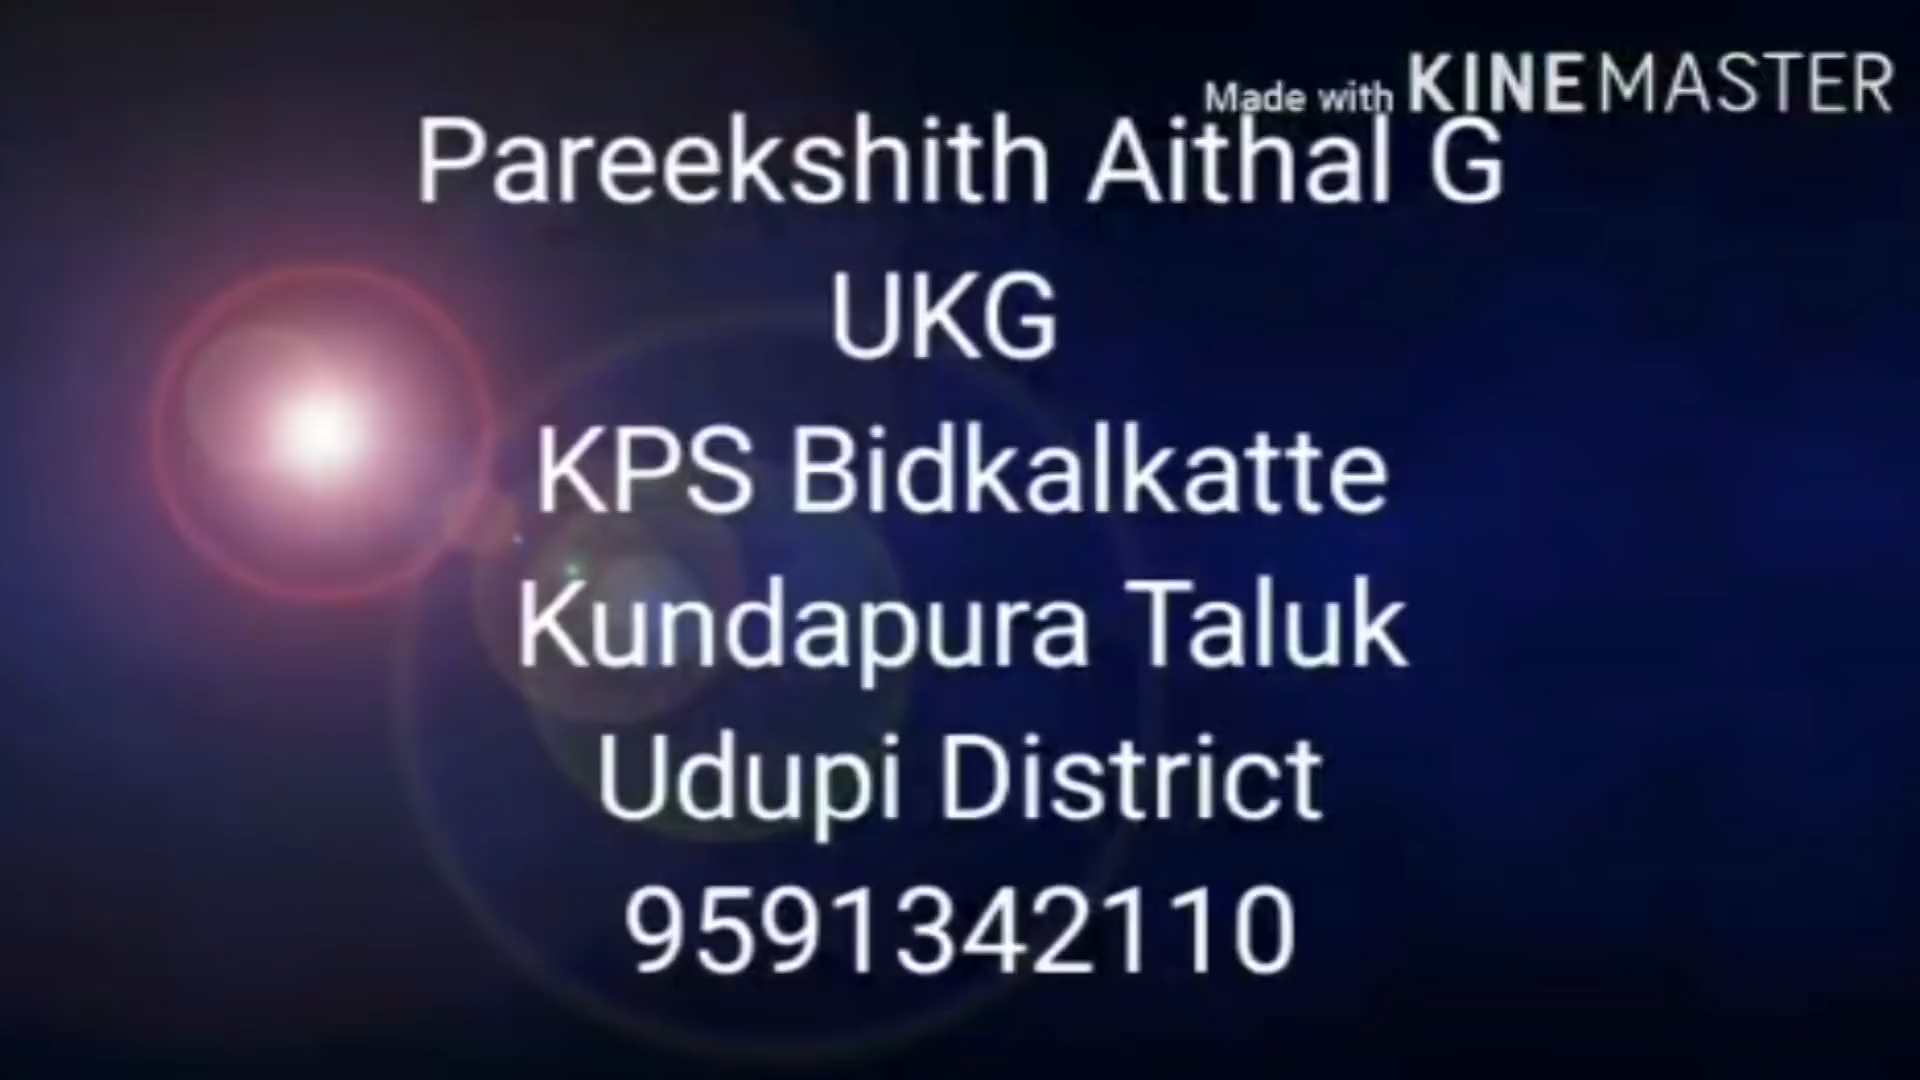 Made with KINEMASTER
Pareekshith Aithal G
UKG
KPS Bidkalkatte
Kundapura Taluk
Udupi District
9591342110